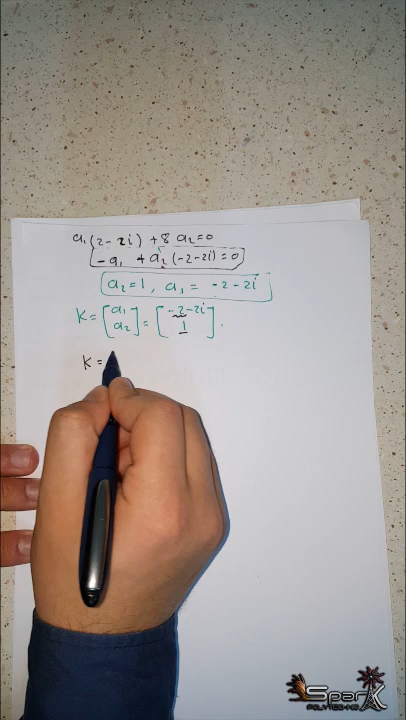 a₁(2-2i) + 8 a₂=0
-a₁ + a₂(-2-2i)=0
a₂=1, a₁ = -2-2i
K = [a₁ a₂] = [-2-2i 1].
K =
Spark
POLYTECHNIC